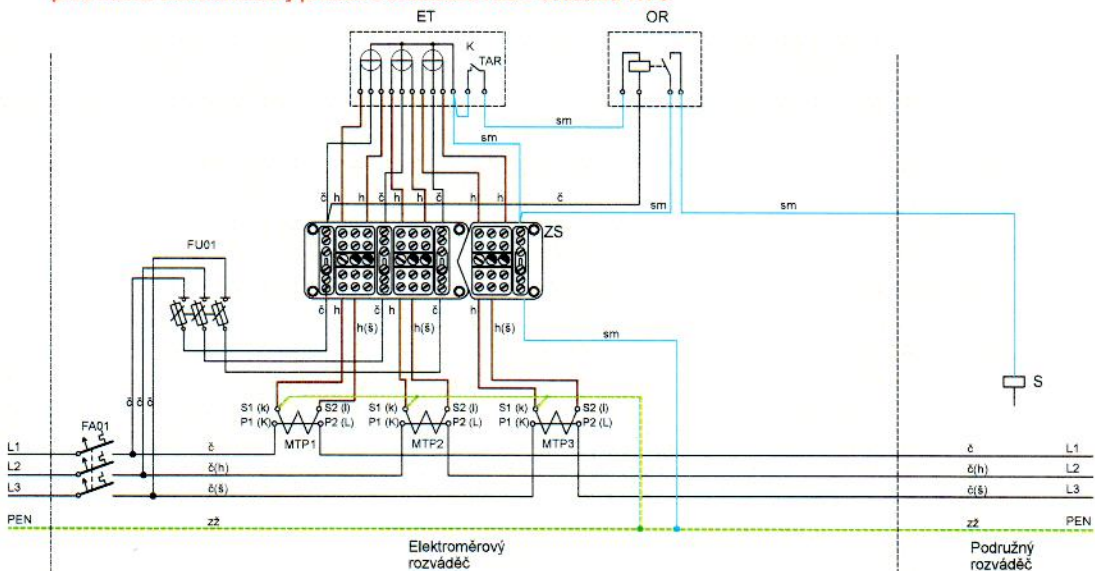 ET
OR
K
TAR
sm
sm
č
h
h
č
h
h
č
h
h
č
sm
sm
ZS
FU01
č
h
h(š)
č
h
h(š)
č
h
h(š)
sm
S
č
č
č
S1 (k)
S2 (l)
S1 (k)
S2 (l)
S1 (k)
S2 (l)
P1 (K)
P2 (L)
P1 (K)
P2 (L)
P1 (K)
P2 (L)
FA01
MTP1
MTP2
MTP3
L1
č
č
L1
L2
č(h)
č(h)
L2
L3
č(š)
č(š)
L3
PEN
zž
zž
PEN
Elektroměrový
rozváděč
Podružný
rozváděč